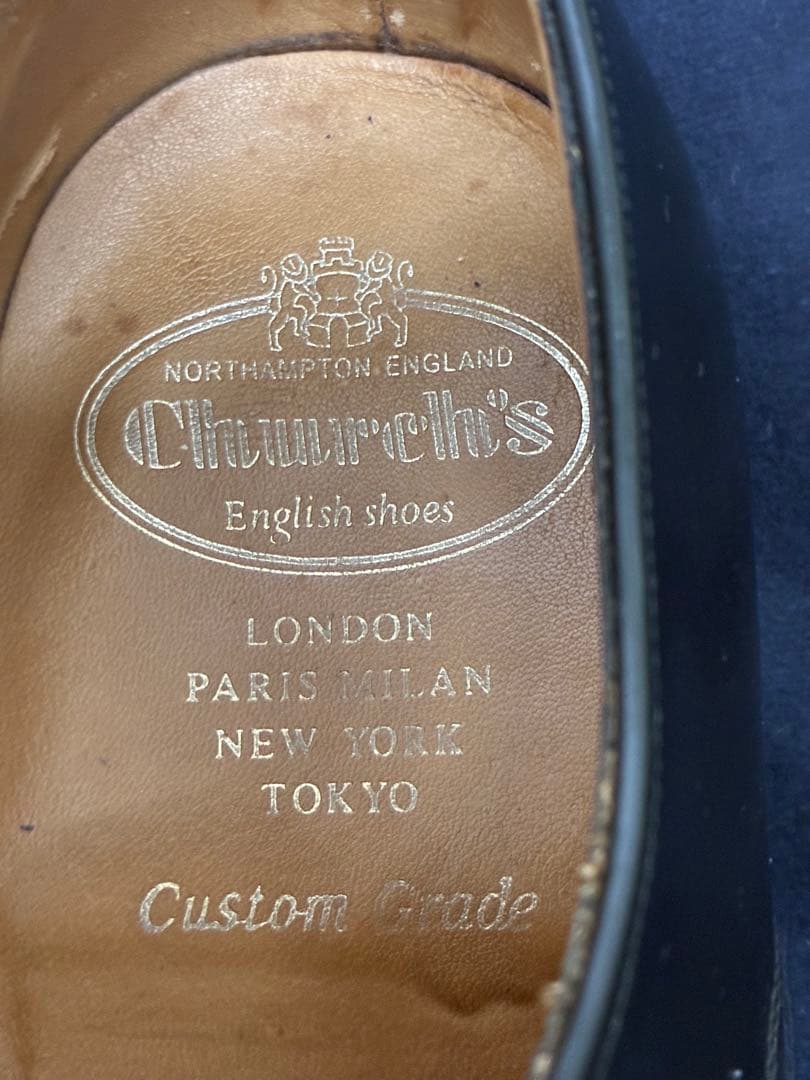 NORTHAMPTON ENGLAND
Church's
English shoes
LONDON
PARIS MILAN
NEW YORK
TOKYO
Custom Grade